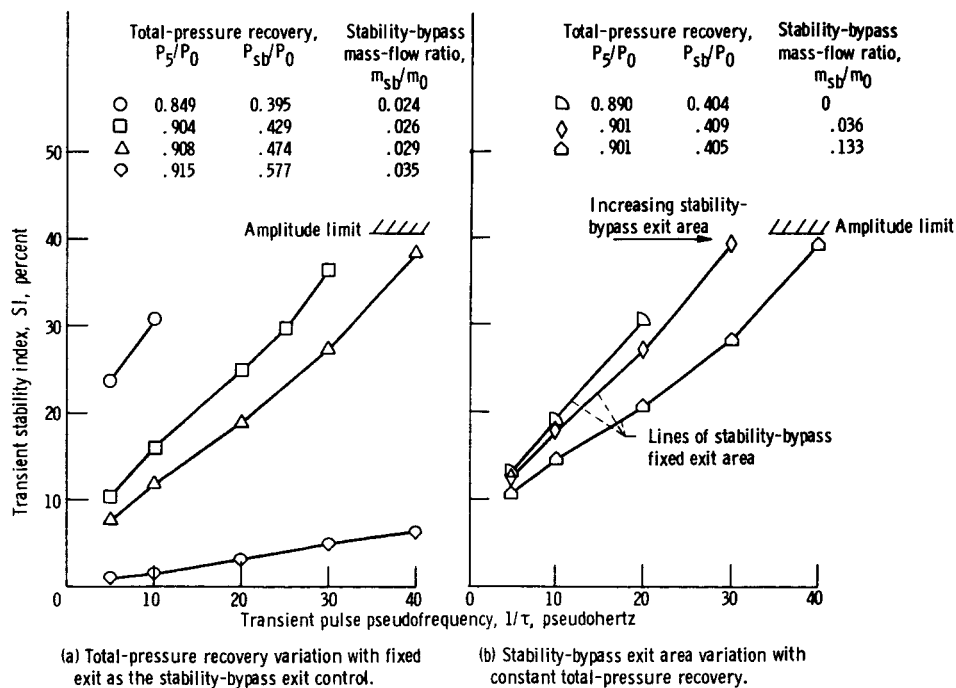 Total-pressure recovery,
P5/P0 Psb/P0
Stability-bypass
mass-flow ratio,
msb/m0
0.849 0.395 0.024
.904 .429 .026
.908 .474 .029
.915 .577 .035
Total-pressure recovery,
P5/P0 Psb/P0
Stability-bypass
mass-flow ratio,
msb/m0
0.890 0.404 0
.901 .409 .036
.901 .405 .133
Transient stability index, SI, percent
50
40
30
20
10
Amplitude limit
Increasing stability-
bypass exit area
Amplitude limit
Lines of stability-bypass
fixed exit area
0 10 20 30 40
0 10 20 30 40
Transient pulse pseudofrequency, 1/τ, pseudohertz
(a) Total-pressure recovery variation with fixed
exit as the stability-bypass exit control.
(b) Stability-bypass exit area variation with
constant total-pressure recovery.